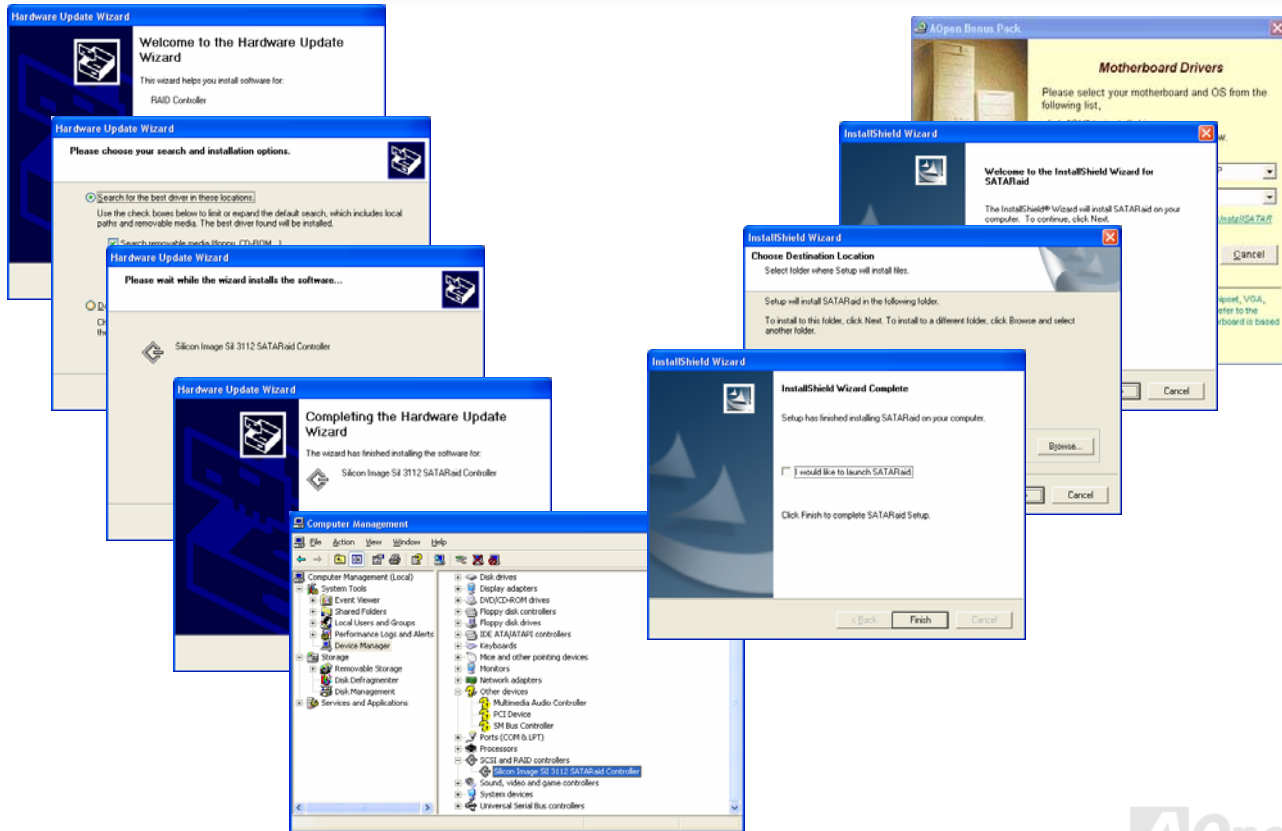 Hardware Update Wizard
Welcome to the Hardware Update
Wizard
This wizard helps you install software for:
RAID Controller
Hardware Update Wizard
Please choose your search and installation options.
Search for the best driver in these locations.
Use the check boxes below to limit or expand the default search, which includes local
paths and removable media. The best driver found will be installed.
Search removable media (floppy, CD-ROM...)
Hardware Update Wizard
Please wait while the wizard installs the software...
Silicon Image SiI 3112 SATARaid Controller
Hardware Update Wizard
Completing the Hardware Update
Wizard
The wizard has finished installing the software for:
Silicon Image SiI 3112 SATARaid Controller
Computer Management
File Action View Window Help
Computer Management (Local)
System Tools
Event Viewer
Shared Folders
Local Users and Groups
Performance Logs and Alerts
Device Manager
Storage
Removable Storage
Disk Defragmenter
Disk Management
Services and Applications
Disk drives
Display adapters
DVD/CD-ROM drives
Floppy disk controllers
Floppy disk drives
IDE ATA/ATAPI controllers
Keyboards
Mice and other pointing devices
Monitors
Network adapters
Other devices
Multimedia Audio Controller
PCI Device
SM Bus Controller
Ports (COM & LPT)
Processors
SCSI and RAID controllers
Silicon Image SiI 3112 SATARaid Controller
Sound, video and game controllers
System devices
Universal Serial Bus controllers
AOpen Bonus Pack
Motherboard Drivers
Please select your motherboard and OS from the
following list,
Cancel
chipset, VGA,
refer to the
board is based
InstallShield Wizard
Welcome to the InstallShield Wizard for
SATARaid
The InstallShield® Wizard will install SATARaid on your
computer. To continue, click Next.
Cancel
InstallShield Wizard
Choose Destination Location
Select folder where Setup will install files.
Setup will install SATARaid in the following folder.
To install to this folder, click Next. To install to a different folder, click Browse and select
another folder.
Browse...
Cancel
InstallShield Wizard
InstallShield Wizard Complete
Setup has finished installing SATARaid on your computer.
I would like to launch SATARaid.
Click Finish to complete SATARaid Setup.
< Back Finish Cancel